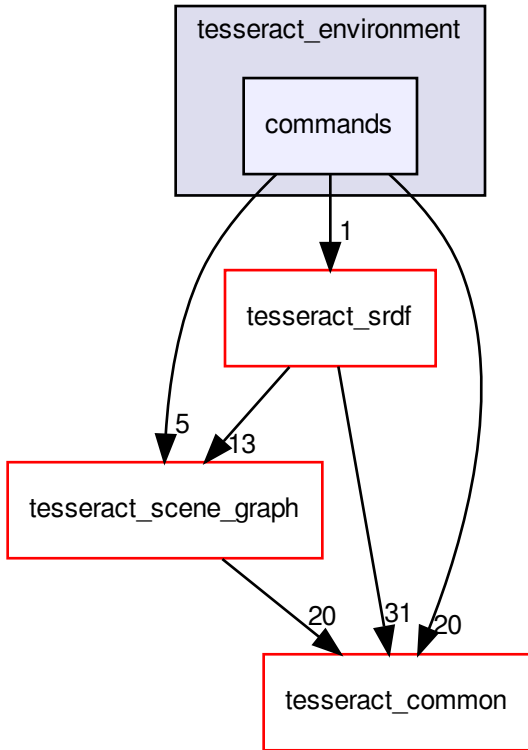 tesseract_environment
commands
1
tesseract_srdf
5
13
tesseract_scene_graph
20
31
20
tesseract_common